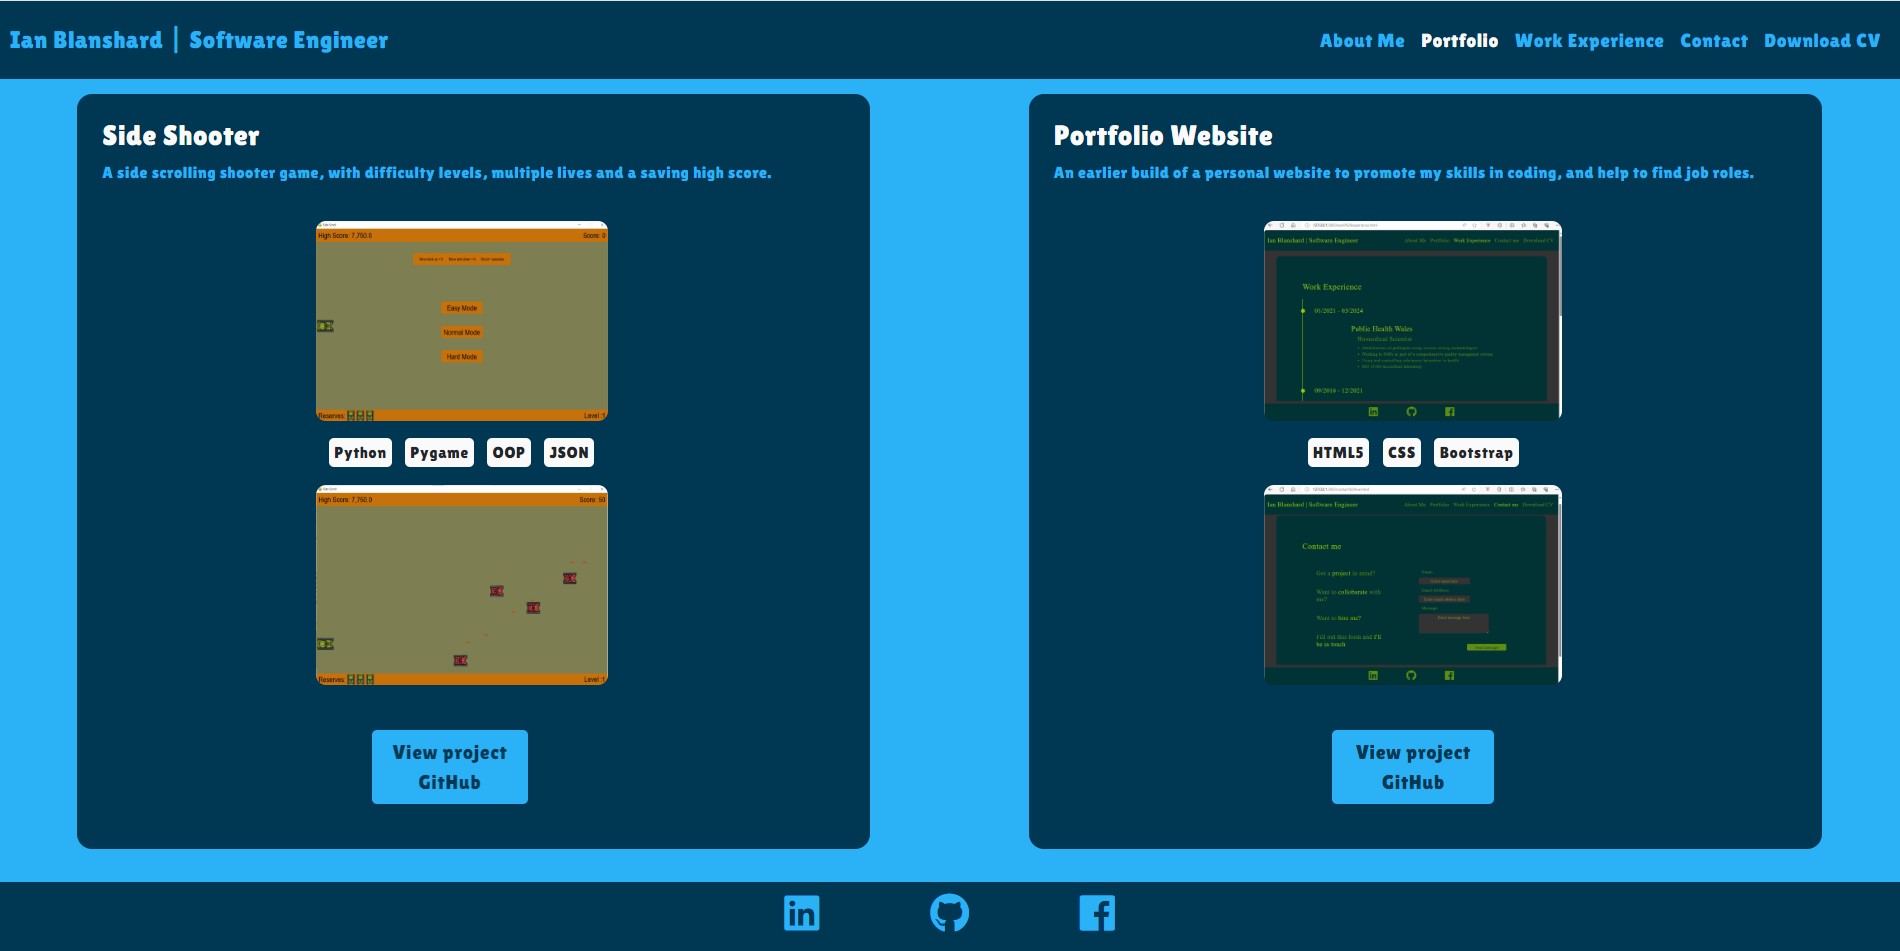 Ian Blanshard | Software Engineer
About Me Portfolio Work Experience Contact Download CV
Side Shooter
A side scrolling shooter game, with difficulty levels, multiple lives and a saving high score.
High Score: 7,750.0 Score: 0
Easy Mode
Normal Mode
Hard Mode
Reserves: Level :1
Python Pygame OOP JSON
High Score: 7,750.0 Score: 50
Reserves: Level :1
View project
GitHub
Portfolio Website
An earlier build of a personal website to promote my skills in coding, and help to find job roles.
Ian Blanshard | Software Engineer About Me Portfolio Work Experience Contact me Download CV
Work Experience
01/2021 - 03/2024
Public Health Wales
Biomedical Scientist
09/2016 - 12/2021
HTML5 CSS Bootstrap
Ian Blanshard | Software Engineer About Me Portfolio Work Experience Contact me Download CV
Contact me
Got a project in mind?
Want to collaborate with
me?
Want to hire me?
Fill out this form and I'll
be in touch
View project
GitHub